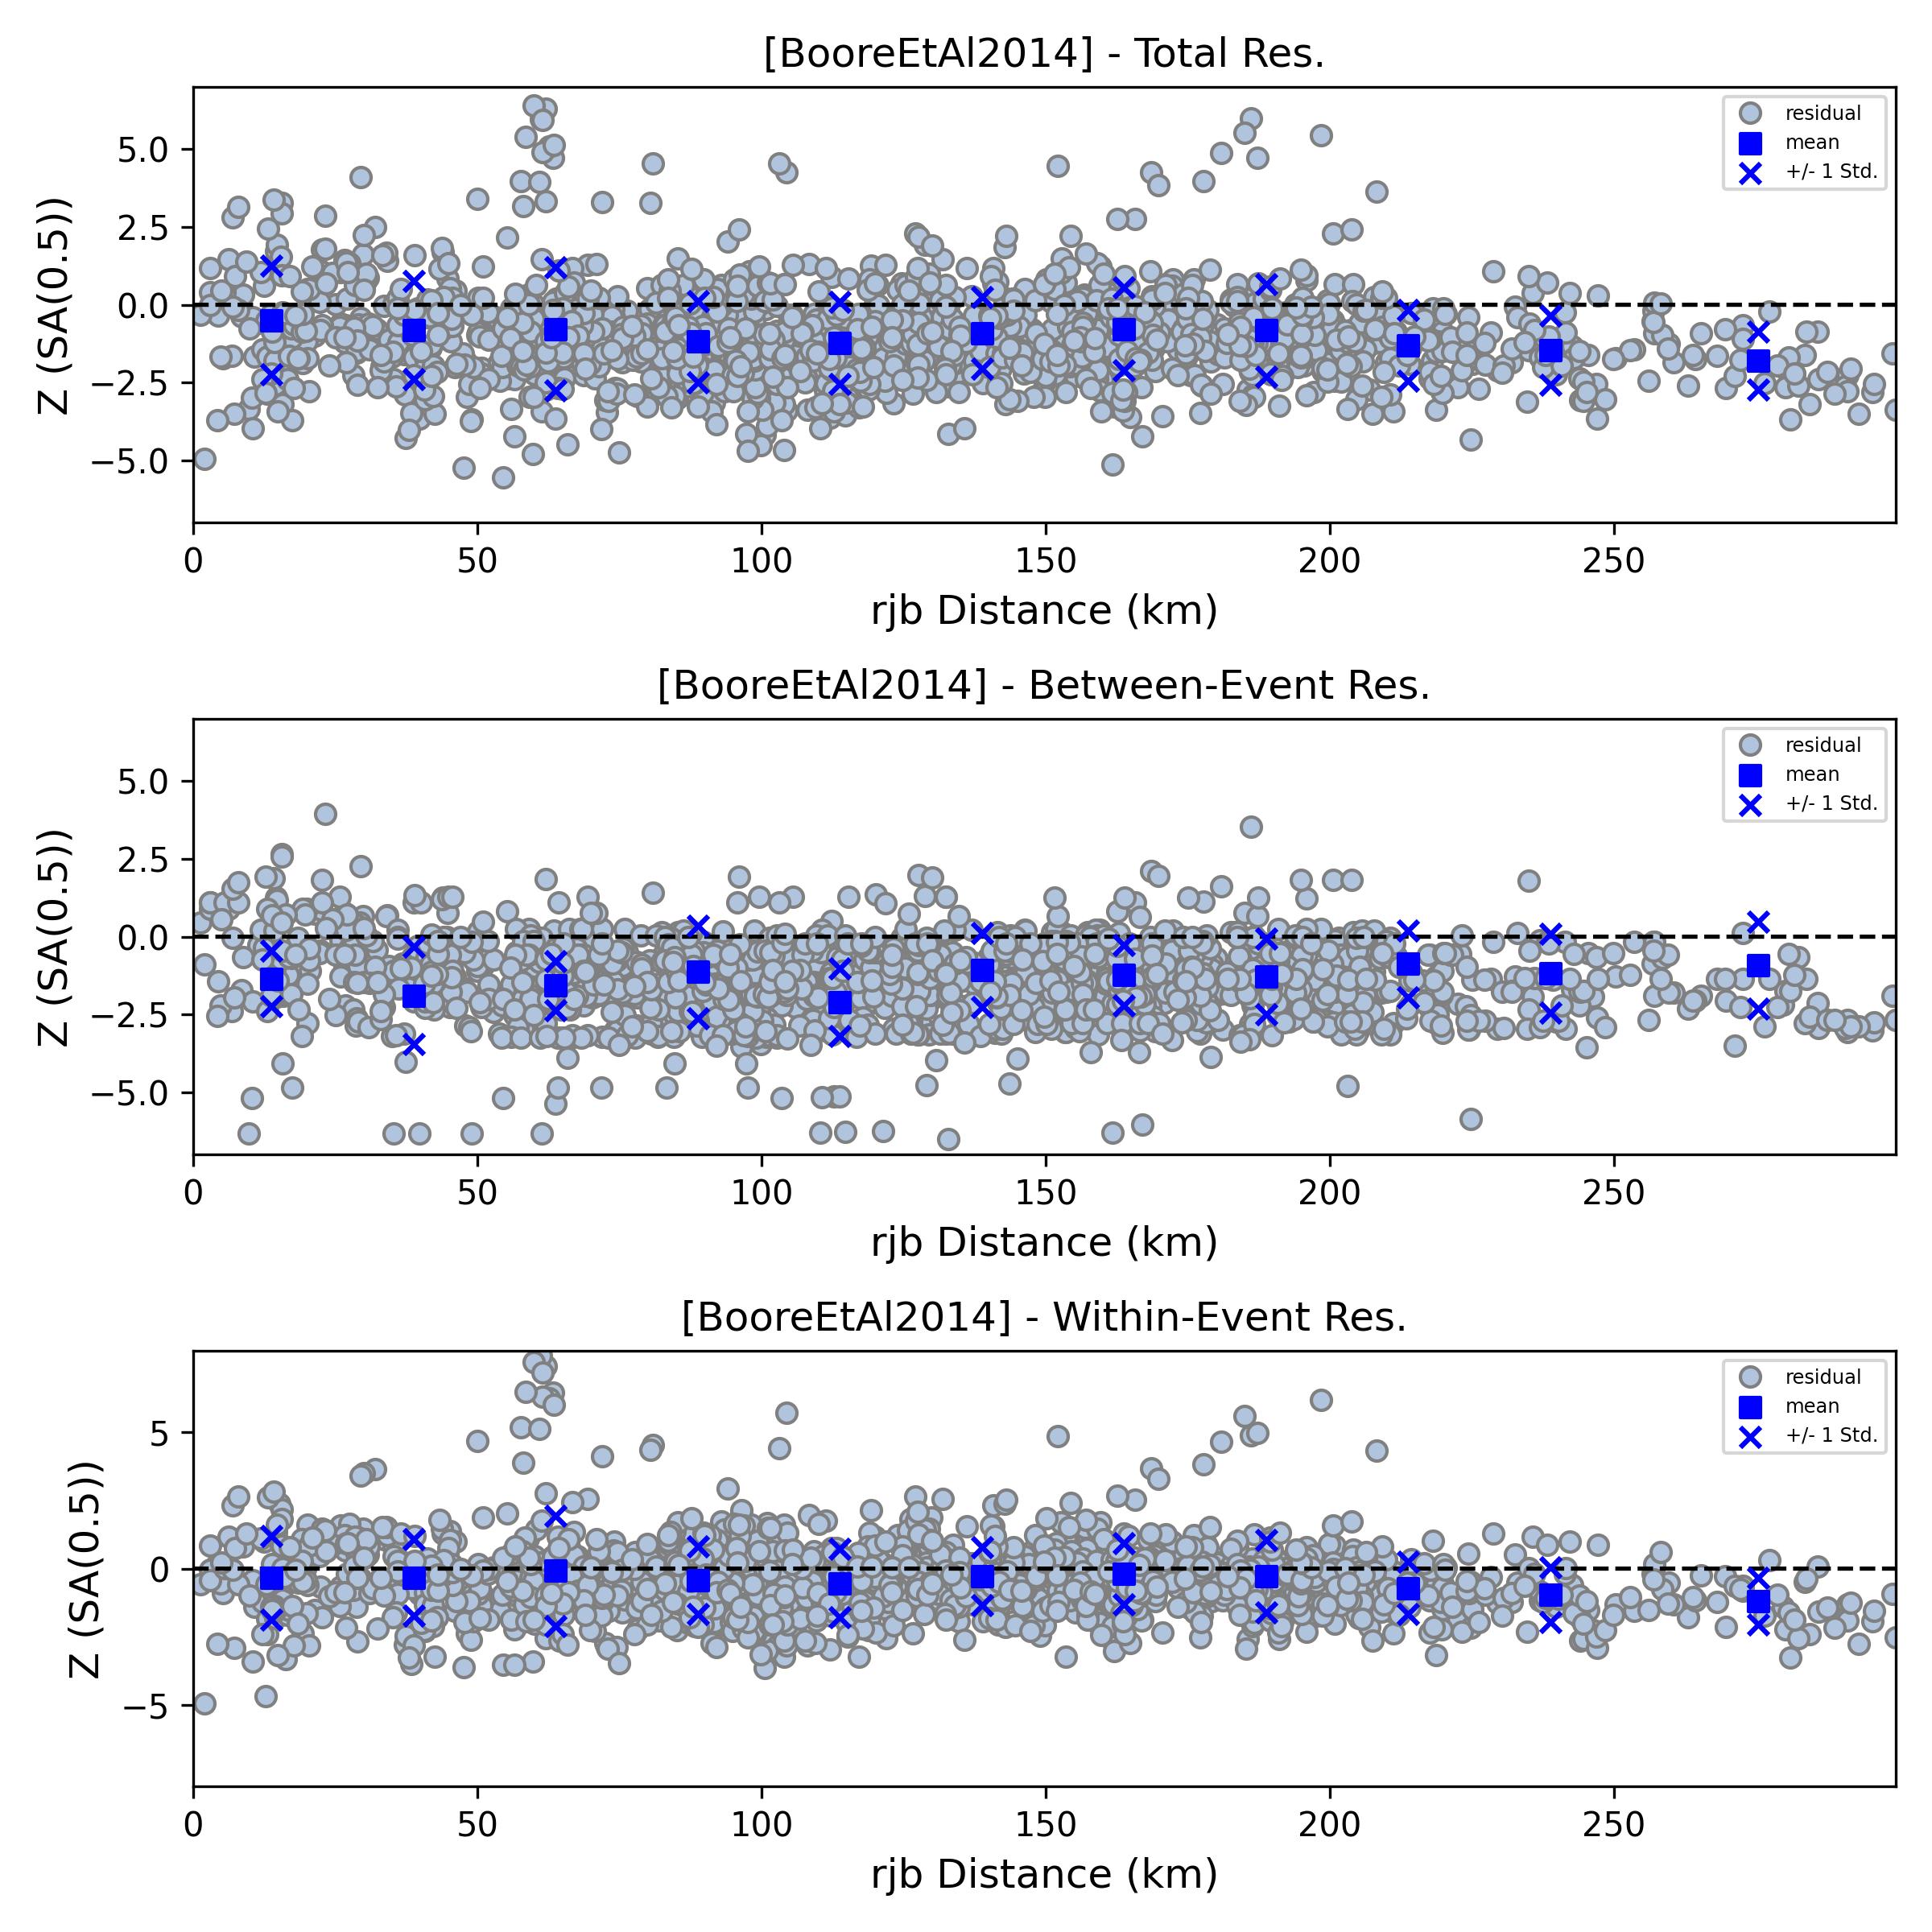 [BooreEtAl2014] - Total Res.
Z (SA(0.5))
5.0
2.5
0.0
−2.5
−5.0
residual
mean
+/- 1 Std.
0 50 100 150 200 250
rjb Distance (km)
[BooreEtAl2014] - Between-Event Res.
Z (SA(0.5))
5.0
2.5
0.0
−2.5
−5.0
residual
mean
+/- 1 Std.
0 50 100 150 200 250
rjb Distance (km)
[BooreEtAl2014] - Within-Event Res.
Z (SA(0.5))
5
0
−5
residual
mean
+/- 1 Std.
0 50 100 150 200 250
rjb Distance (km)